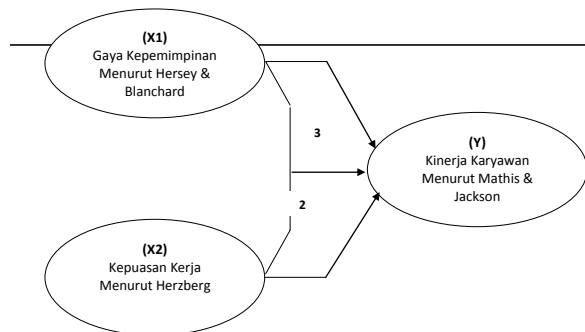 (X1)
Gaya Kepemimpinan
Menurut Hersey &
Blanchard
3
(Y)
Kinerja Karyawan
Menurut Mathis &
Jackson
2
(X2)
Kepuasan Kerja
Menurut Herzberg